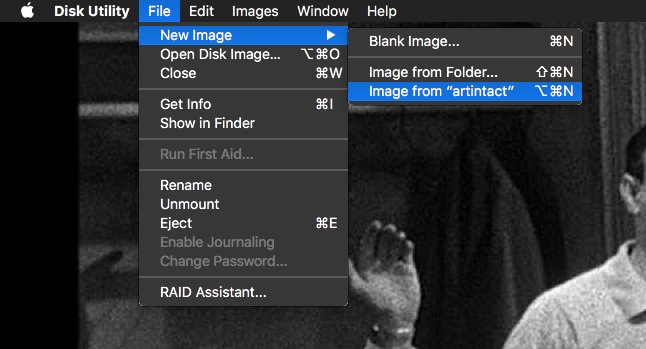 Disk Utility File Edit Images Window Help
New Image ▶
Open Disk Image... ⌥⌘O
Close ⌘W
Get Info ⌘I
Show in Finder
Run First Aid...
Rename
Unmount
Eject ⌘E
Enable Journaling
Change Password...
RAID Assistant...
Blank Image... ⌘N
Image from Folder... ⇧⌘N
Image from “artintact” ⌥⌘N